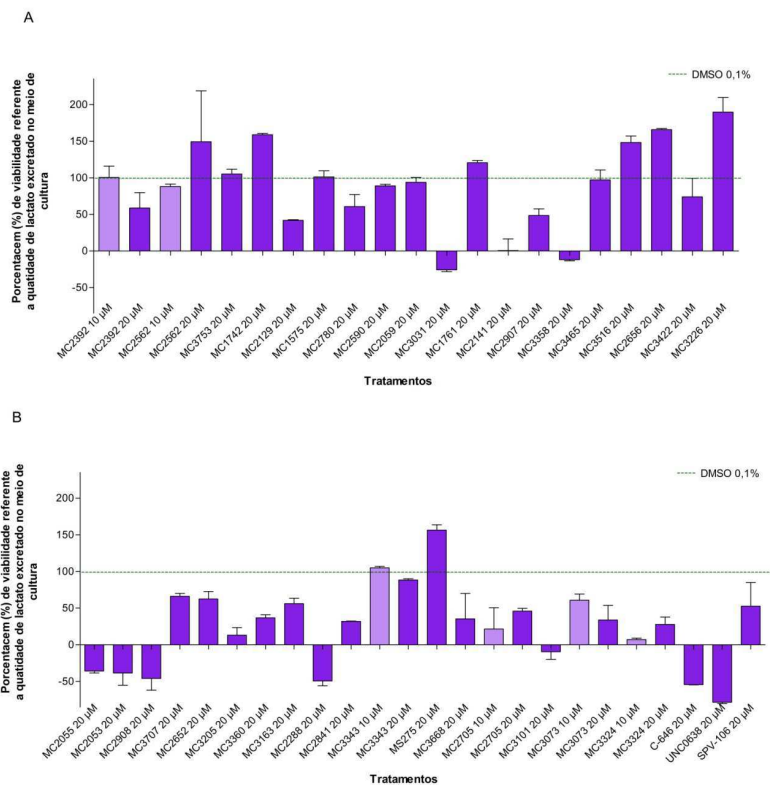 A
DMSO 0,1%
Porcentacem (%) de viabilidade referente
a quatidade de lactato excretado no meio de
cultura
200
150
100
50
0
-50
MC2392 10 µM
MC2392 20 µM
MC2562 10 µM
MC2562 20 µM
MC3753 20 µM
MC1742 20 µM
MC2129 20 µM
MC1575 20 µM
MC2780 20 µM
MC2590 20 µM
MC2059 20 µM
MC3031 20 µM
MC1761 20 µM
MC2141 20 µM
MC2907 20 µM
MC3358 20 µM
MC3465 20 µM
MC3516 20 µM
MC2656 20 µM
MC3422 20 µM
MC3226 20 µM
Tratamentos
B
DMSO 0,1%
Porcentacem (%) de viabilidade referente
a quatidade de lactato excretado no meio de
cultura
200
150
100
50
0
-50
MC2055 20 µM
MC2053 20 µM
MC2908 20 µM
MC3707 20 µM
MC2652 20 µM
MC3205 20 µM
MC3360 20 µM
MC3163 20 µM
MC2288 20 µM
MC2841 20 µM
MC3343 10 µM
MC3343 20 µM
MS275 20 µM
MC3668 20 µM
MC2705 10 µM
MC2705 20 µM
MC3101 20 µM
MC3073 10 µM
MC3073 20 µM
MC3324 10 µM
MC3324 20 µM
C-646 20 µM
UNC0638 20 µM
SPV-106 20 µM
Tratamentos